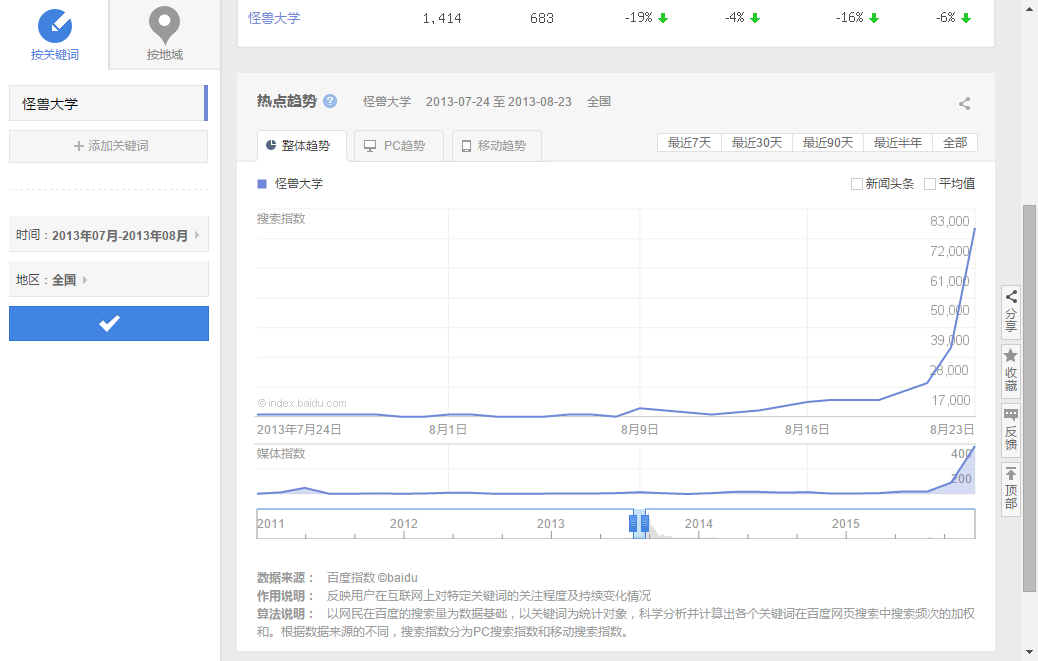 按关键词
按地域
怪兽大学
添加关键词
时间：2013年07月-2013年08月
地区：全国
怪兽大学 1,414 683 -19% -4% -16% -6%
热点趋势 ? 怪兽大学 2013-07-24 至 2013-08-23 全国
整体趋势 PC趋势 移动趋势 最近7天 最近30天 最近90天 最近半年 全部
怪兽大学 新闻头条 平均值
搜索指数
83,000
72,000
61,000
50,000
39,000
28,000
17,000
© index.baidu.com
2013年7月24日 8月1日 8月9日 8月16日 8月23日
媒体指数
400
200
2011 2012 2013 2014 2015
数据来源： 百度指数 ©baidu
作用说明： 反映用户在互联网上对特定关键词的关注程度及持续变化情况
算法说明： 以网民在百度的搜索量为数据基础，以关键词为统计对象，科学分析并计算出各个关键词在百度网页搜索中搜索频次的加权
和。根据数据来源的不同，搜索指数分为PC搜索指数和移动搜索指数。
分享
收藏
反馈
顶部